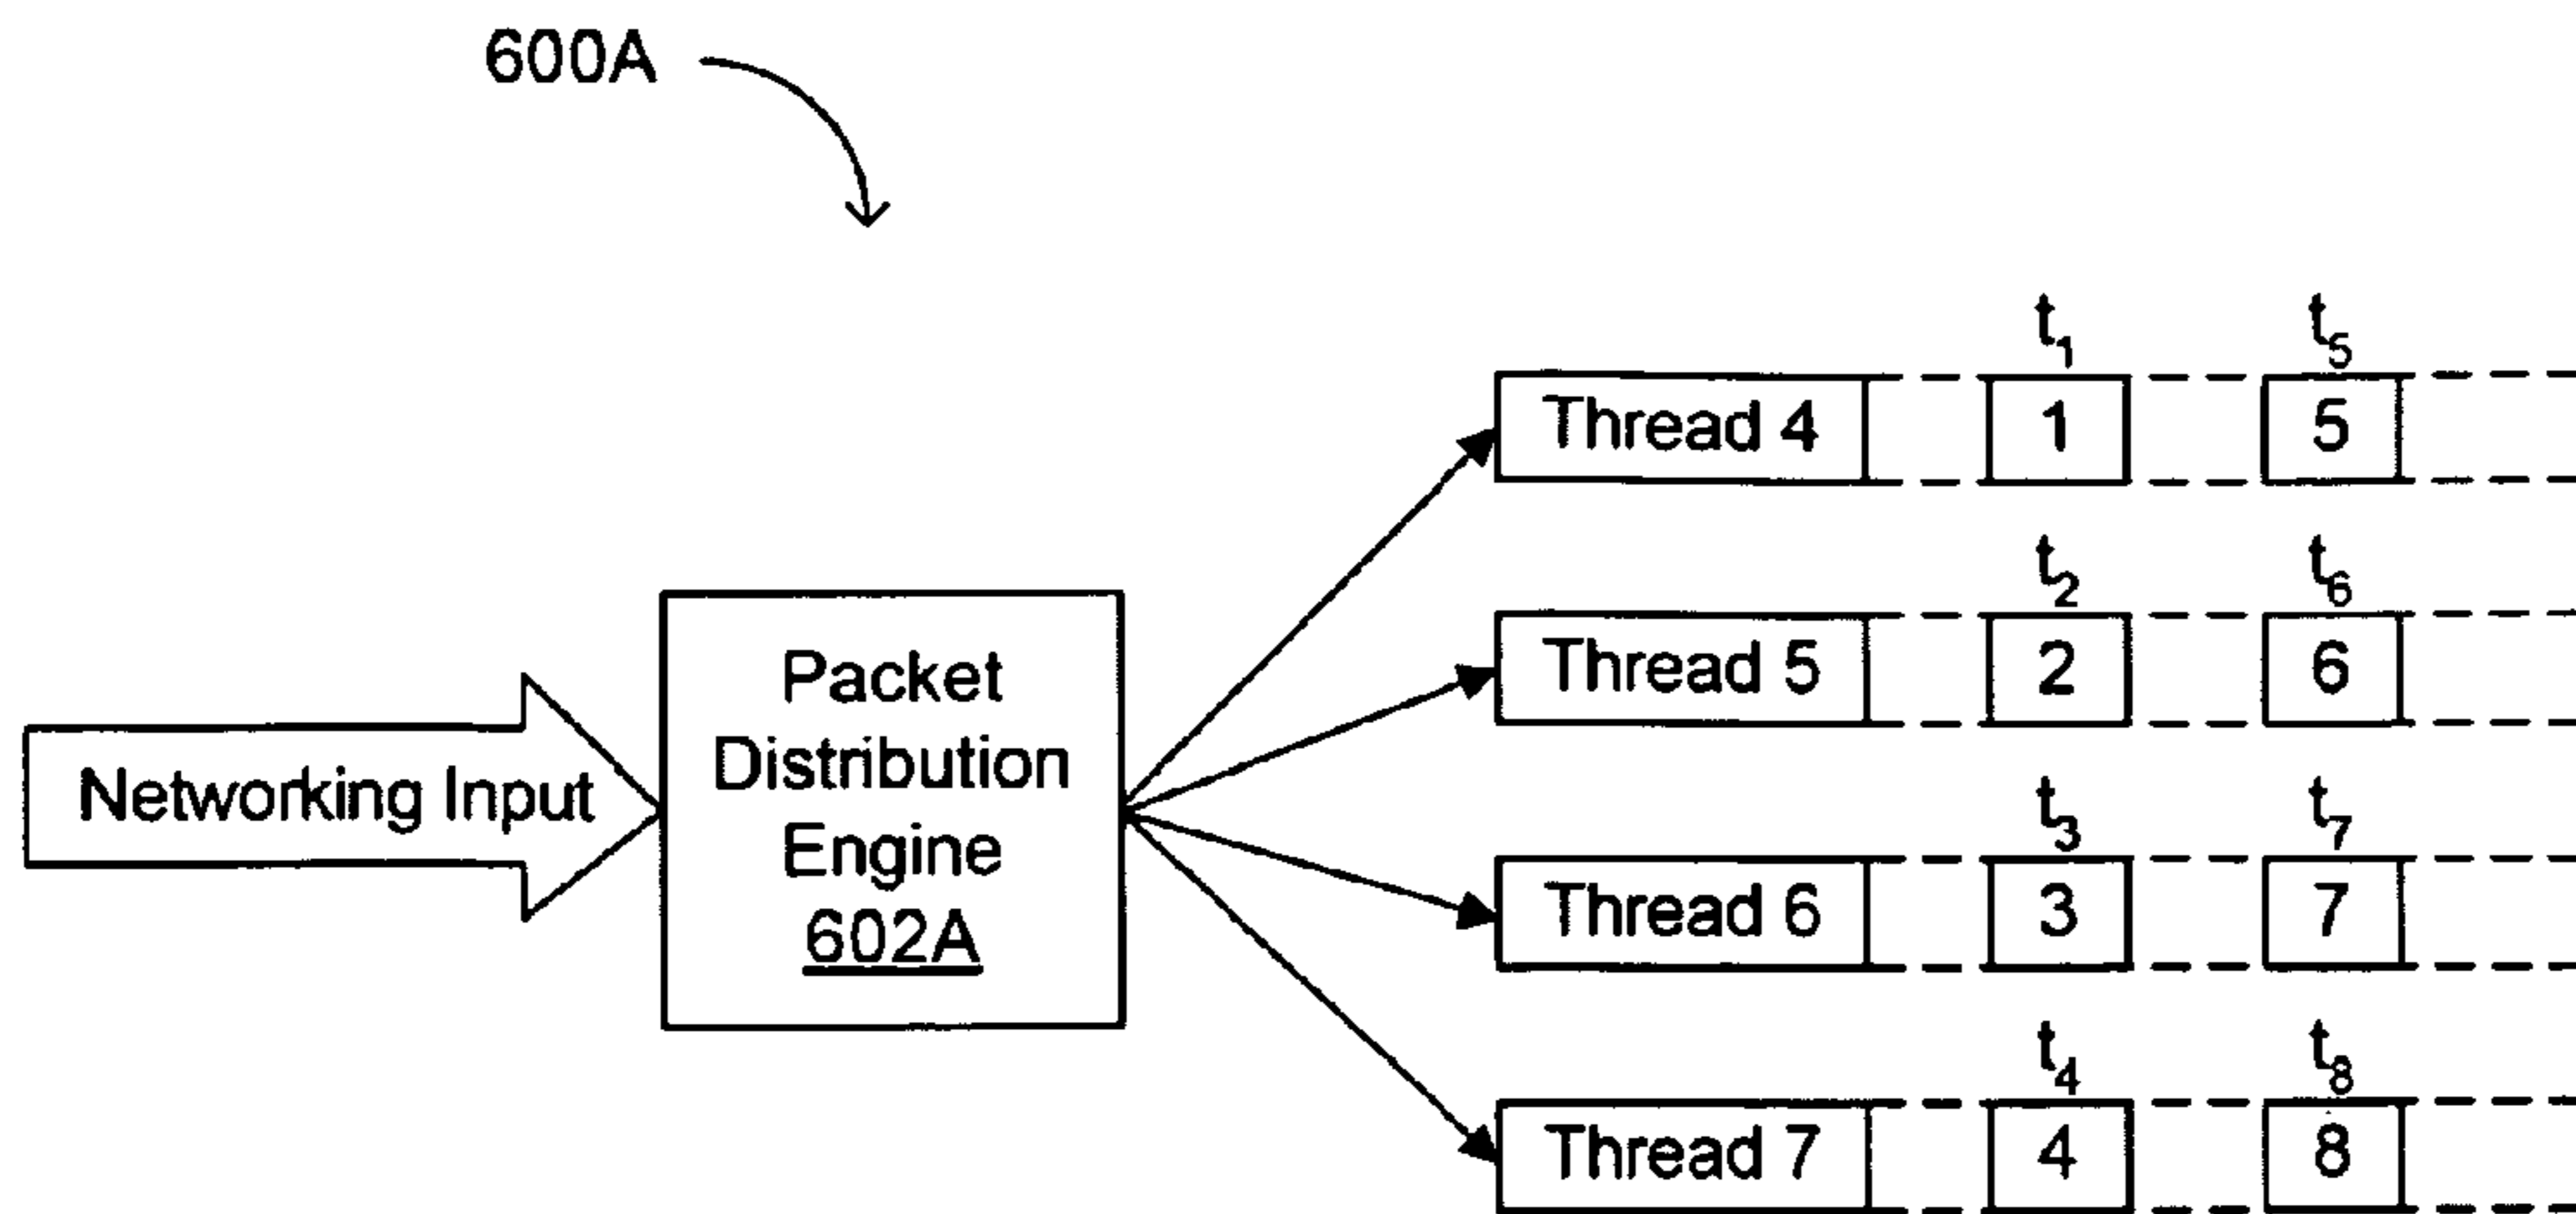 600A
Networking Input
Packet
Distribution
Engine
602A
t1 t5
Thread 4 1 5
t2 t6
Thread 5 2 6
t3 t7
Thread 6 3 7
t4 t8
Thread 7 4 8